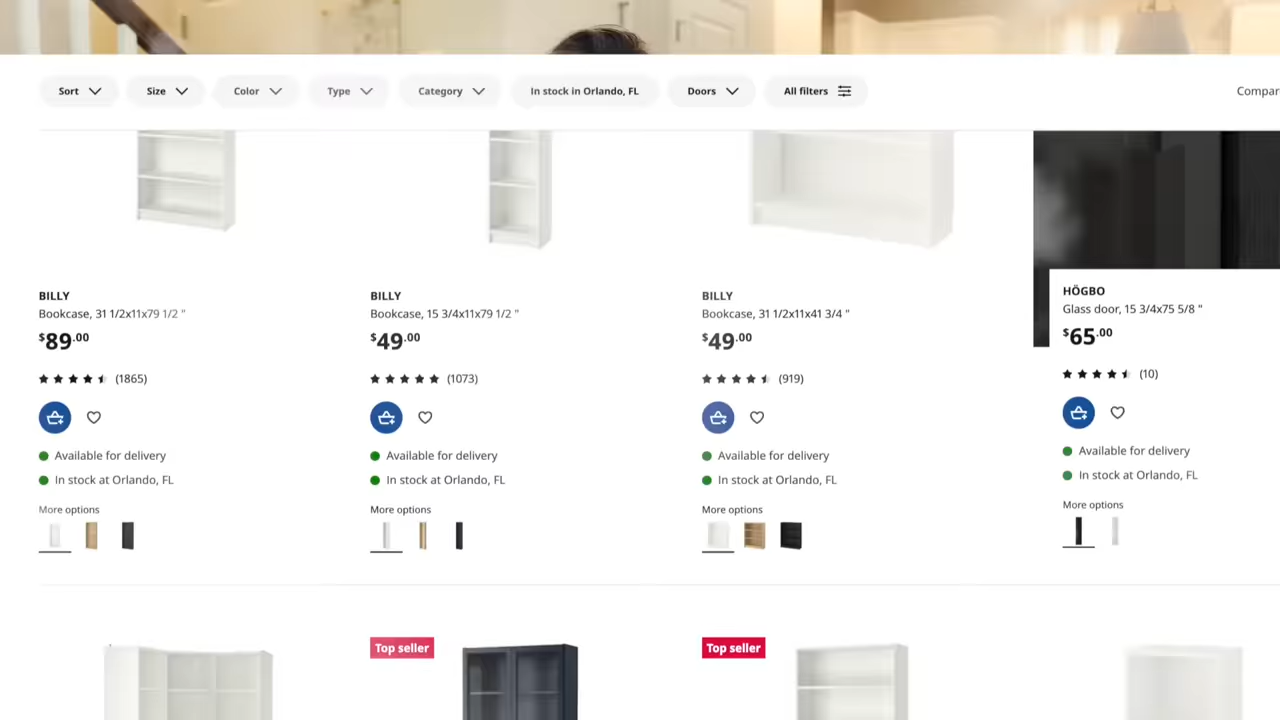 Sort
Size
Color
Type
Category
In stock in Orlando, FL
Doors
All filters
Compar
BILLY
Bookcase, 31 1/2x11x79 1/2 "
$89.00
(1865)
Available for delivery
In stock at Orlando, FL
More options
BILLY
Bookcase, 15 3/4x11x79 1/2 "
$49.00
(1073)
Available for delivery
In stock at Orlando, FL
More options
BILLY
Bookcase, 31 1/2x11x41 3/4 "
$49.00
(919)
Available for delivery
In stock at Orlando, FL
More options
HÖGBO
Glass door, 15 3/4x75 5/8 "
$65.00
(10)
Available for delivery
In stock at Orlando, FL
More options
Top seller
Top seller